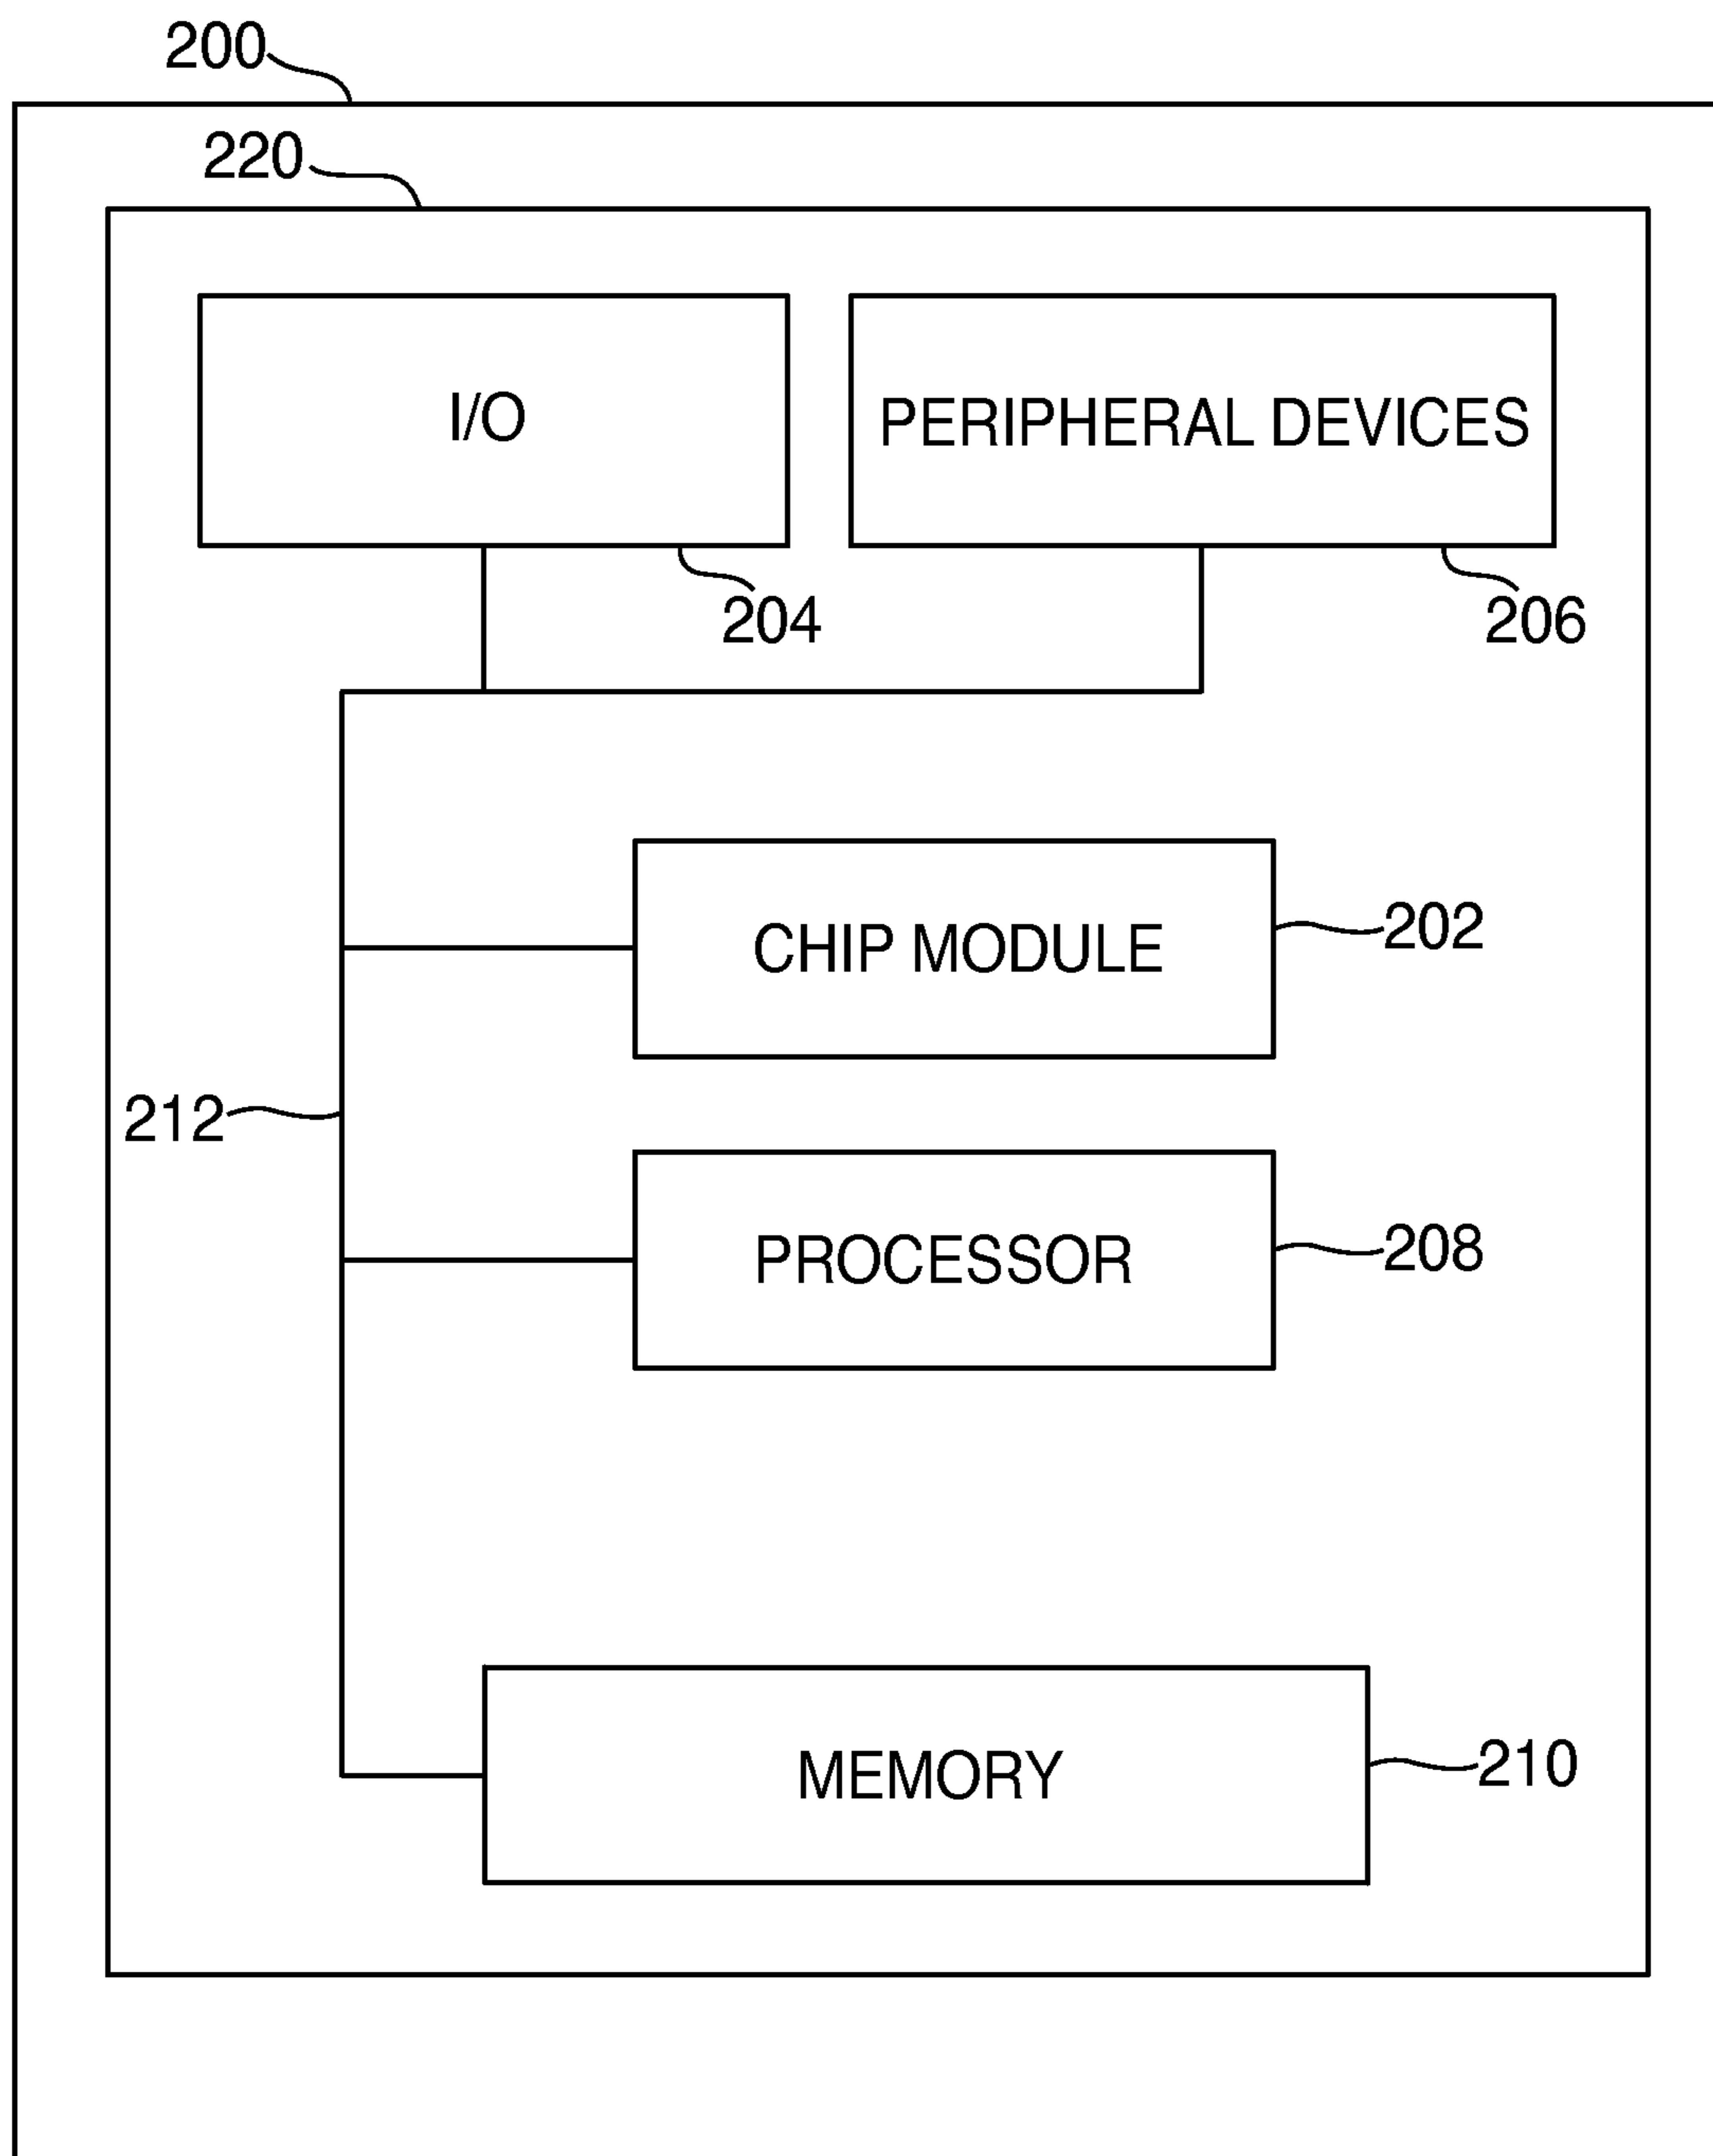 200
220
I/O
PERIPHERAL DEVICES
204
206
CHIP MODULE
202
212
PROCESSOR
208
MEMORY
210